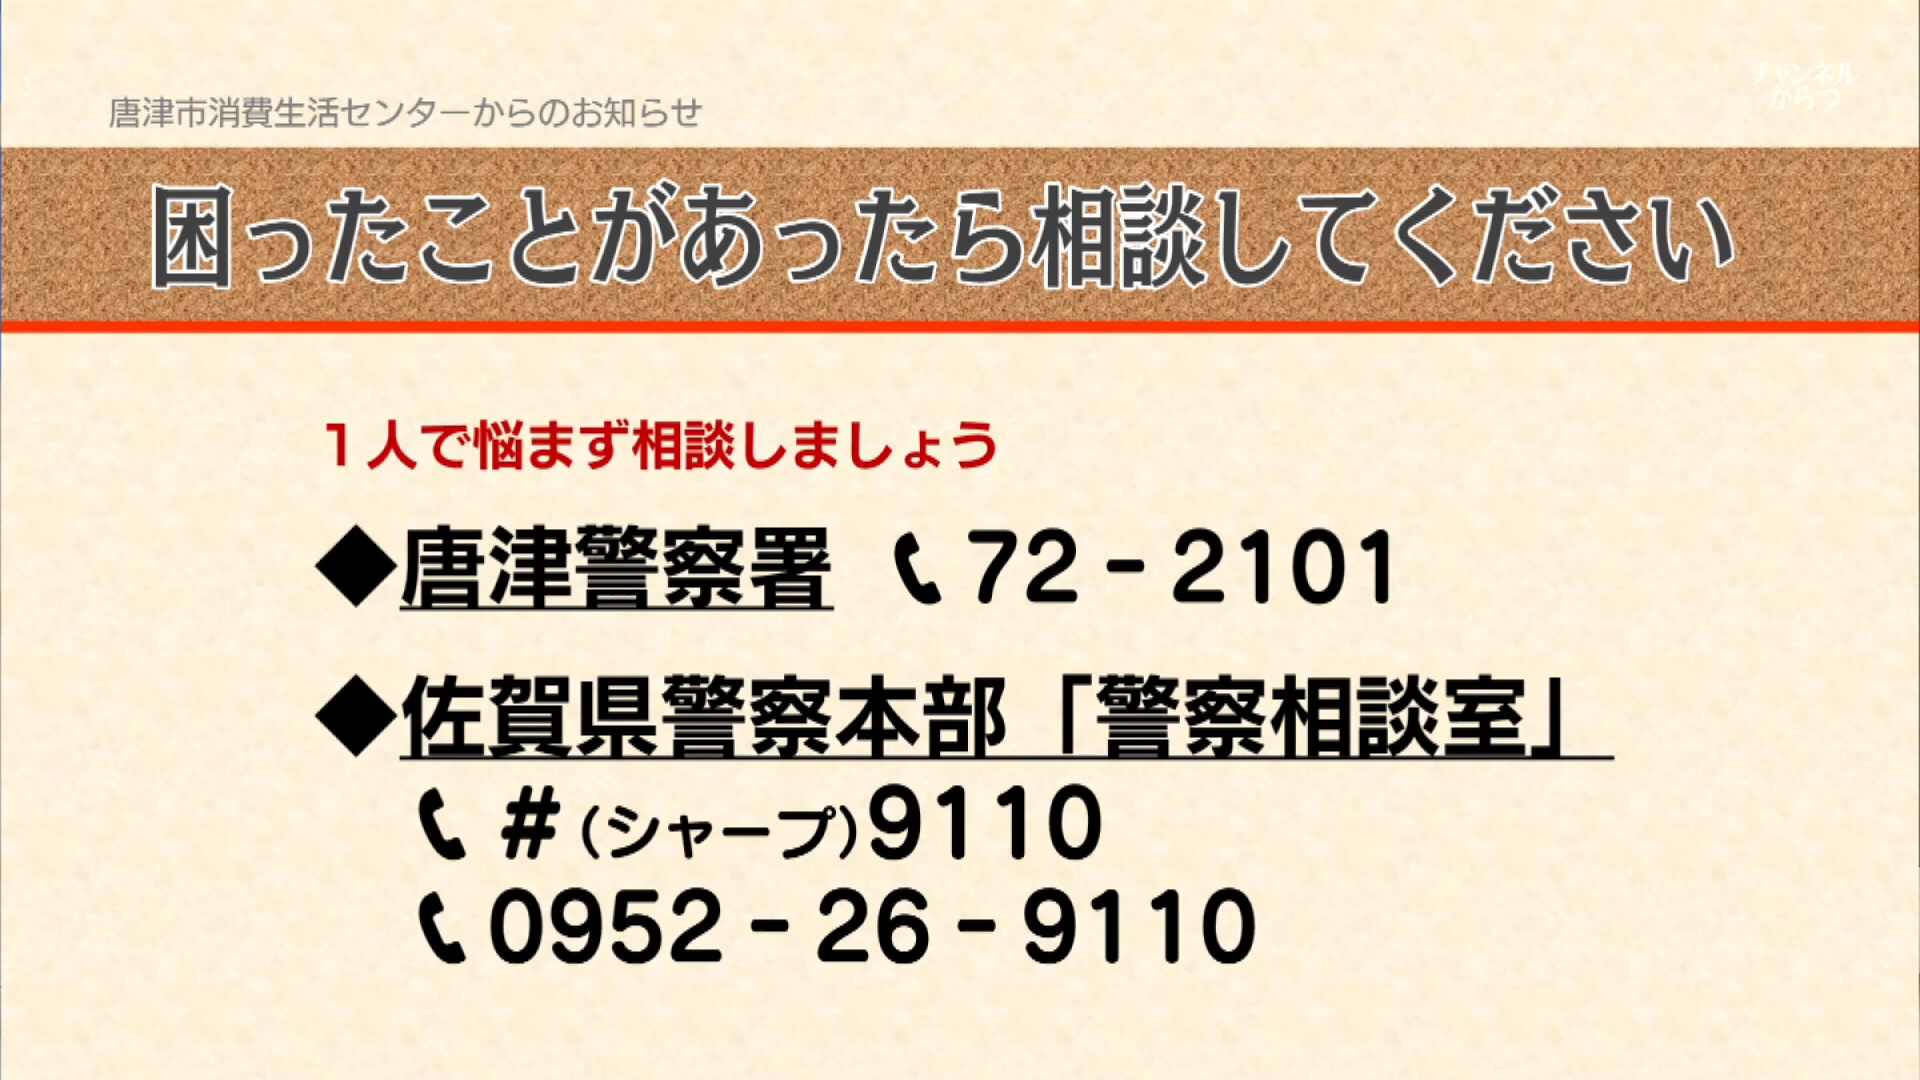 チャンネル
からつ
唐津市消費生活センターからのお知らせ
困ったことがあったら相談してください
１人で悩まず相談しましょう
◆唐津警察署 72－2101
◆佐賀県警察本部「警察相談室」
#（シャープ）9110
0952－26－9110